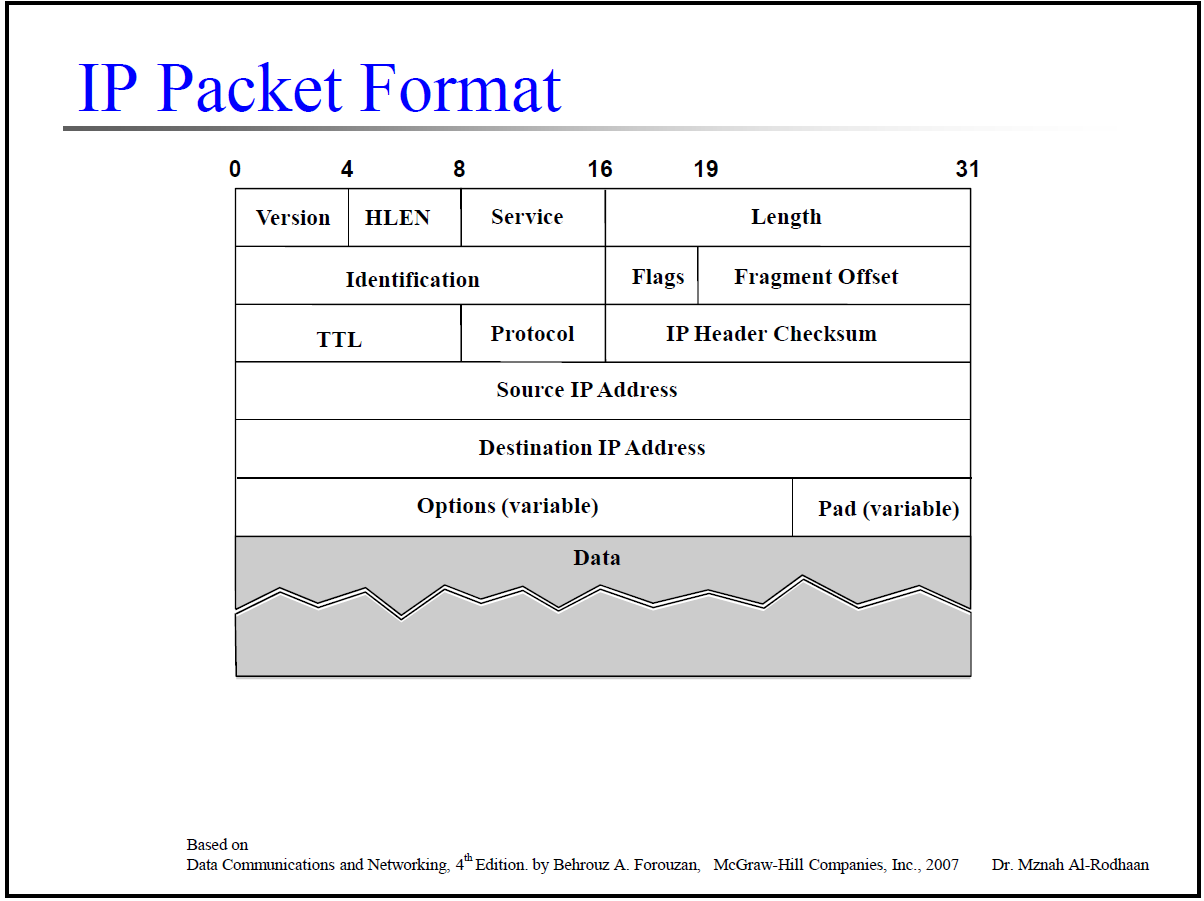 IP Packet Format
0 4 8 16 19 31
Version HLEN Service Length
Identification Flags Fragment Offset
TTL Protocol IP Header Checksum
Source IP Address
Destination IP Address
Options (variable) Pad (variable)
Data
Based on
Data Communications and Networking, 4th Edition. by Behrouz A. Forouzan, McGraw-Hill Companies, Inc., 2007 Dr. Mznah Al-Rodhaan